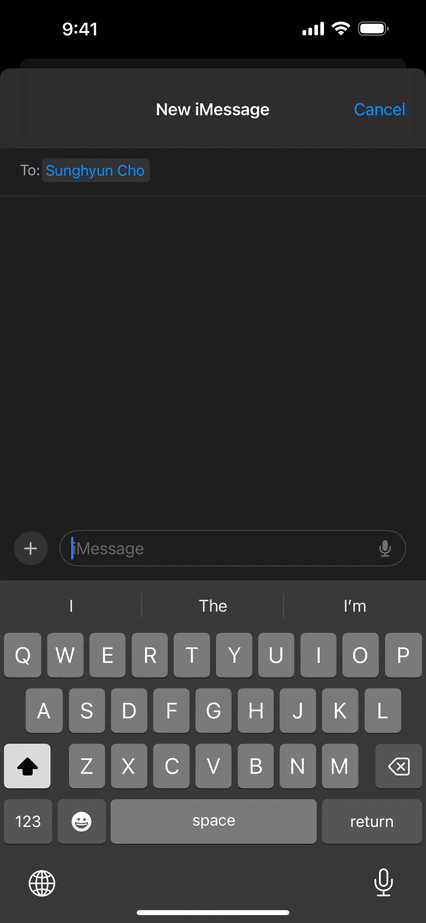 9:41
New iMessage
Cancel
To: Sunghyun Cho
iMessage
I The I'm
Q W E R T Y U I O P
A S D F G H J K L
Z X C V B N M
123 space return